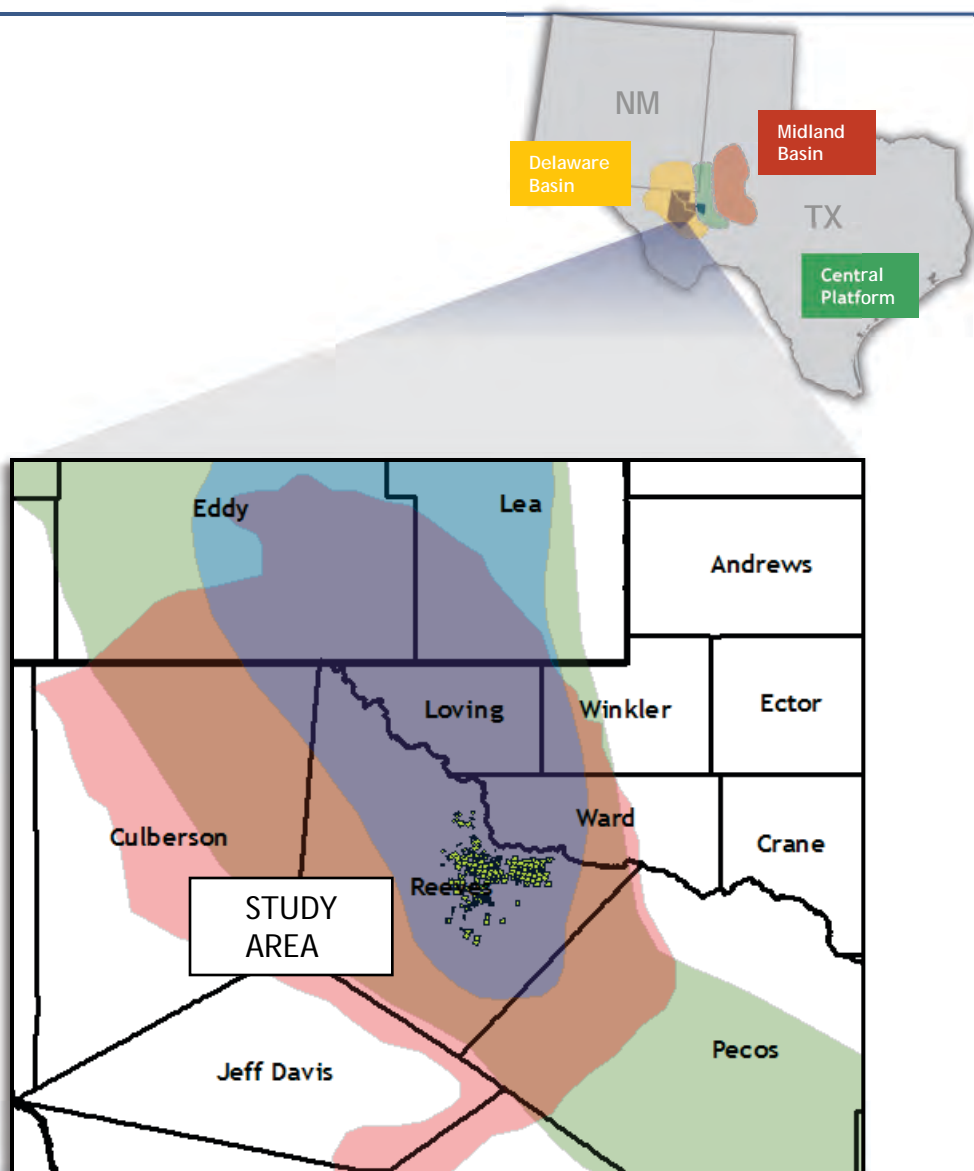 NM
Midland
Basin
Delaware
Basin
TX
Central
Platform
Eddy
Lea
Andrews
Loving
Winkler
Ector
Culberson
Ward
Crane
Reeves
STUDY
AREA
Pecos
Jeff Davis